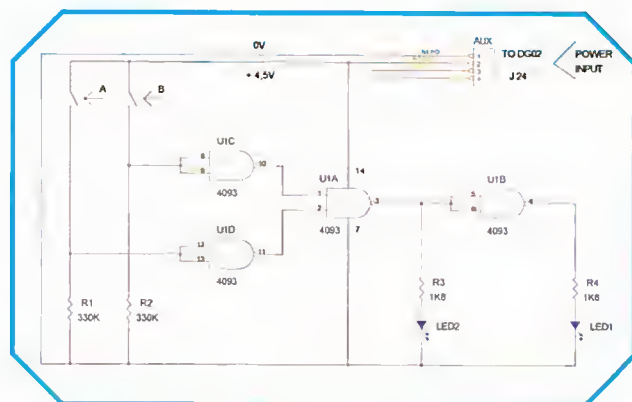 0V
+ 4,5V
AUX
1
2
3
4
TO DG02
J 24
POWER
INPUT
A
B
U1C
8
9
10
4093
U1D
12
13
11
4093
U1A
14
1
2
3
4093
7
U1B
5
6
4
4093
R1
330K
R2
330K
R3
1K8
LED2
R4
1K8
LED1